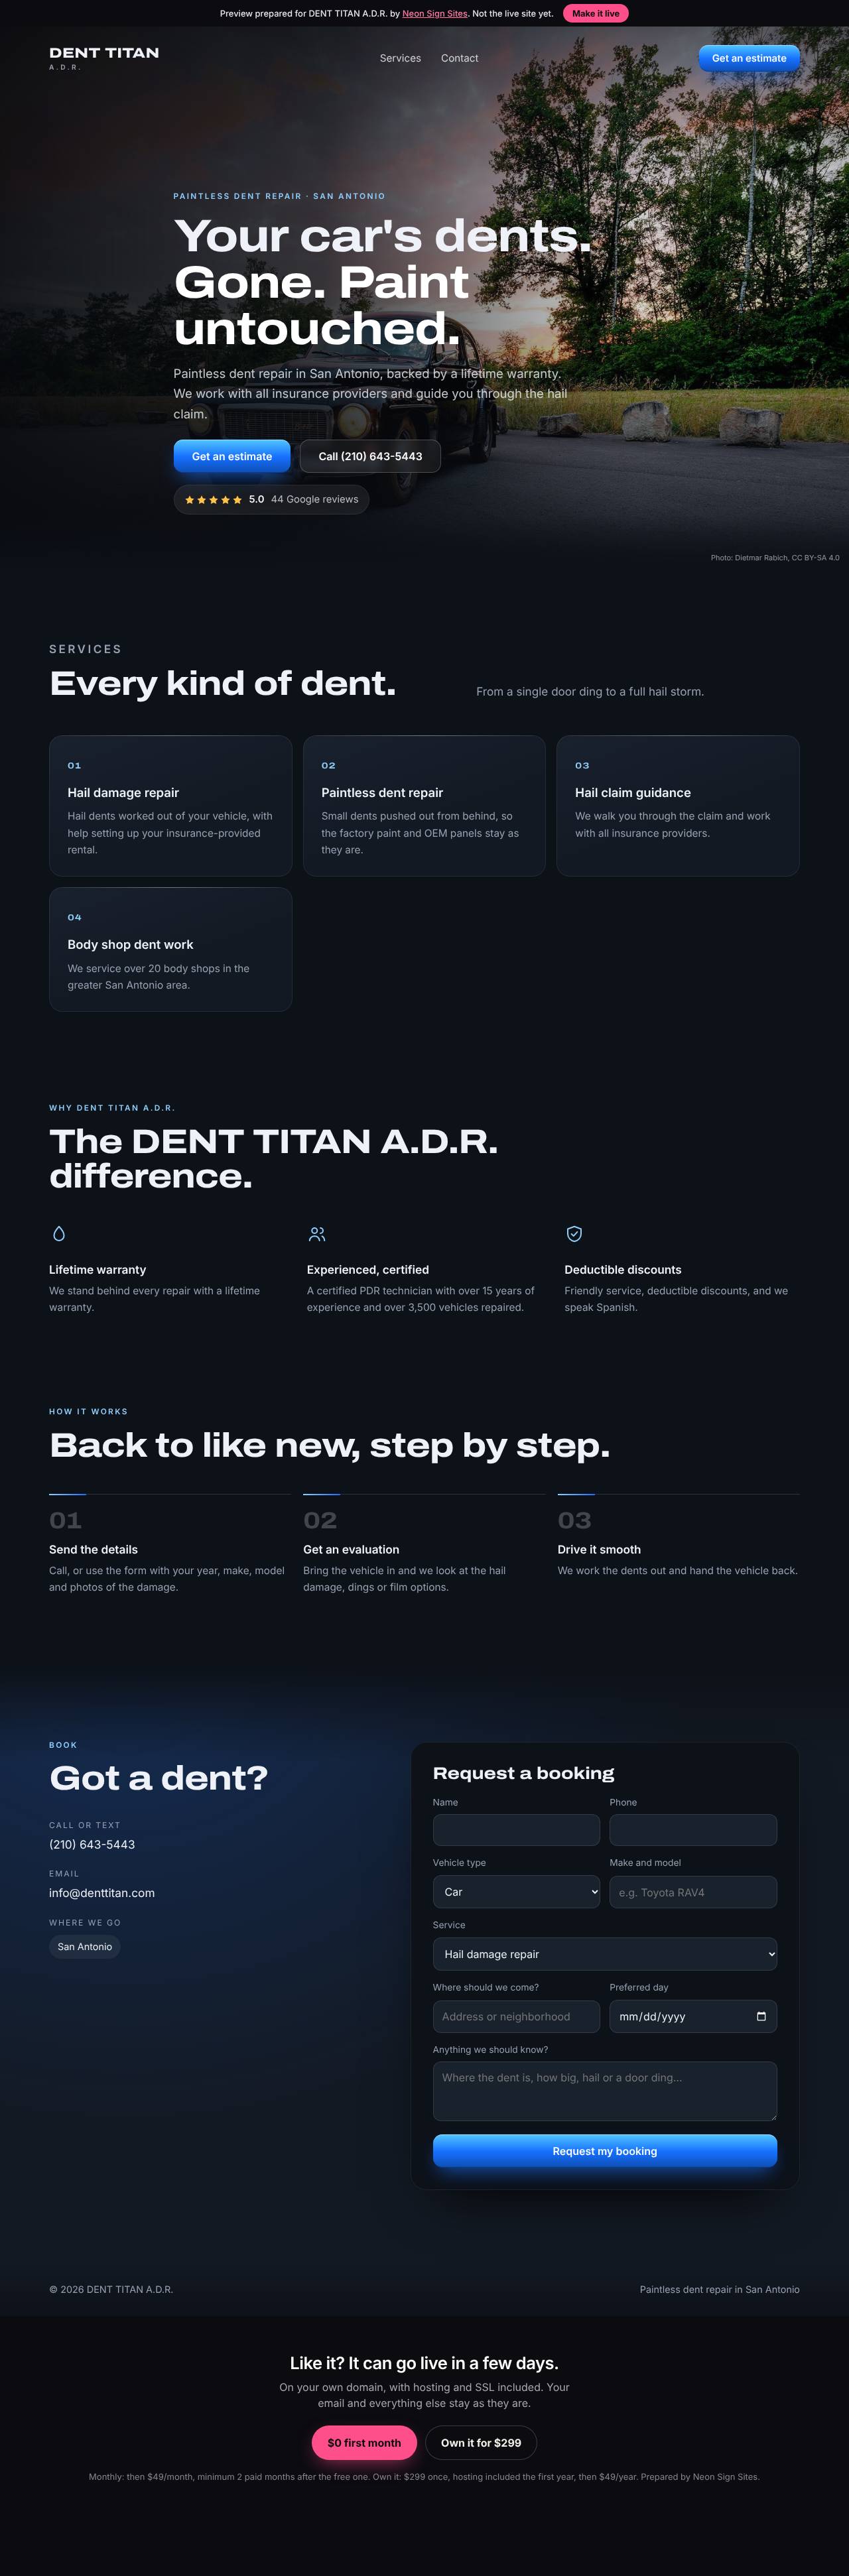 Preview prepared for DENT TITAN A.D.R. by Neon Sign Sites. Not the live site yet. Make it live
DENT TITAN
A.D.R.
Services Contact
Get an estimate
PAINTLESS DENT REPAIR · SAN ANTONIO
Your car's dents.
Gone. Paint
untouched.
Paintless dent repair in San Antonio, backed by a lifetime warranty.
We work with all insurance providers and guide you through the hail
claim.
Get an estimate Call (210) 643-5443
5.0 44 Google reviews
Photo: Dietmar Rabich, CC BY-SA 4.0
SERVICES
Every kind of dent.
From a single door ding to a full hail storm.
01
Hail damage repair
Hail dents worked out of your vehicle, with
help setting up your insurance-provided
rental.
02
Paintless dent repair
Small dents pushed out from behind, so
the factory paint and OEM panels stay as
they are.
03
Hail claim guidance
We walk you through the claim and work
with all insurance providers.
04
Body shop dent work
We service over 20 body shops in the
greater San Antonio area.
WHY DENT TITAN A.D.R.
The DENT TITAN A.D.R.
difference.
Lifetime warranty
We stand behind every repair with a lifetime
warranty.
Experienced, certified
A certified PDR technician with over 15 years of
experience and over 3,500 vehicles repaired.
Deductible discounts
Friendly service, deductible discounts, and we
speak Spanish.
HOW IT WORKS
Back to like new, step by step.
01
Send the details
Call, or use the form with your year, make, model
and photos of the damage.
02
Get an evaluation
Bring the vehicle in and we look at the hail
damage, dings or film options.
03
Drive it smooth
We work the dents out and hand the vehicle back.
BOOK
Got a dent?
CALL OR TEXT
(210) 643-5443
EMAIL
info@denttitan.com
WHERE WE GO
San Antonio
Request a booking
Name Phone
Vehicle type Make and model
Car e.g. Toyota RAV4
Service
Hail damage repair
Where should we come? Preferred day
Address or neighborhood mm/dd/yyyy
Anything we should know?
Where the dent is, how big, hail or a door ding...
Request my booking
© 2026 DENT TITAN A.D.R.
Paintless dent repair in San Antonio
Like it? It can go live in a few days.
On your own domain, with hosting and SSL included. Your
email and everything else stay as they are.
$0 first month Own it for $299
Monthly: then $49/month, minimum 2 paid months after the free one. Own it: $299 once, hosting included the first year, then $49/year. Prepared by Neon Sign Sites.